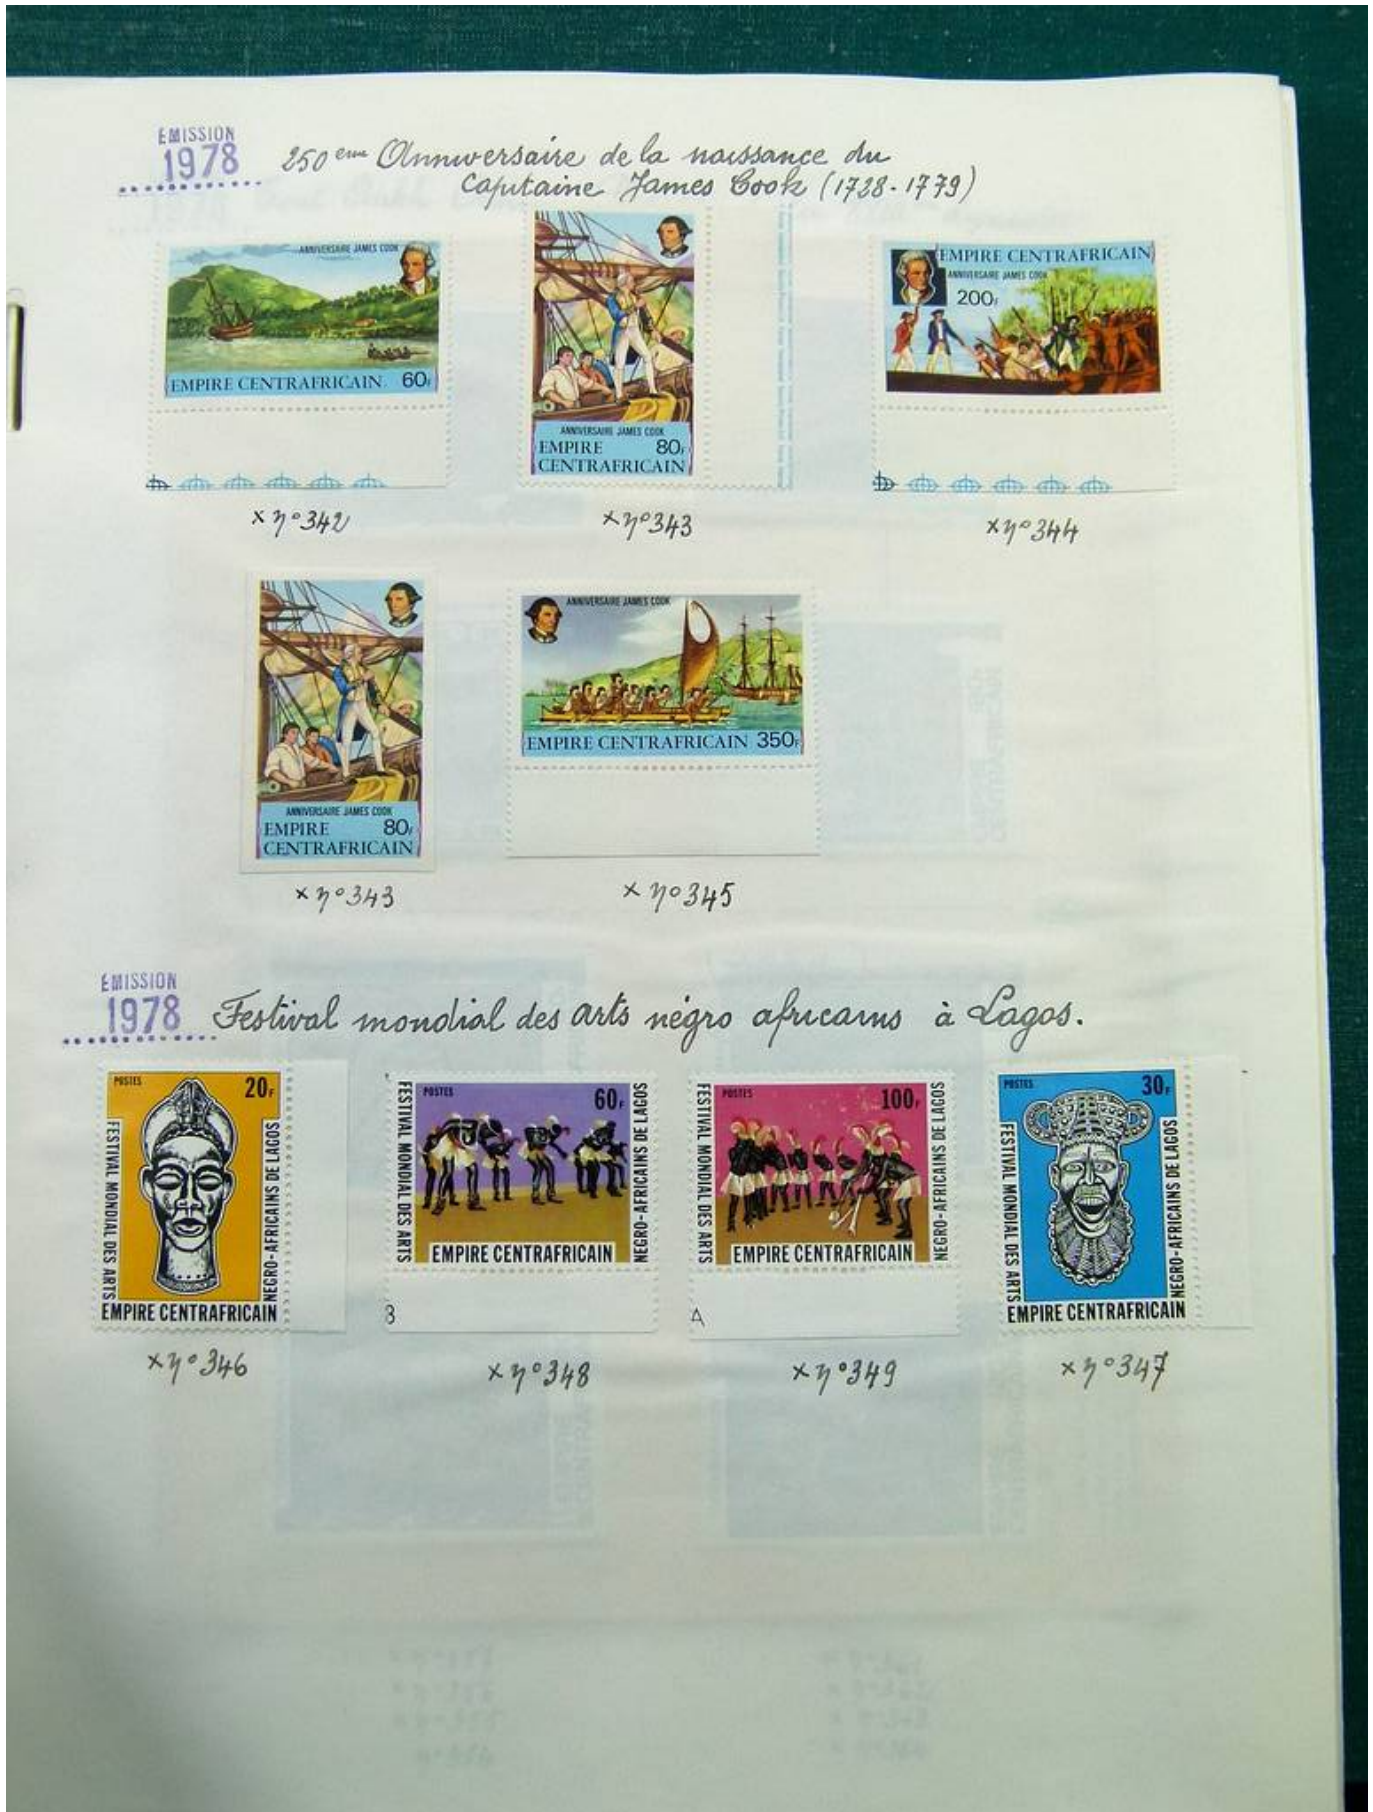 EMISSION
1978
250 eme Anniversaire de la naissance du
Capitaine James Cook (1728-1779)
ANNIVERSAIRE JAMES COOK
EMPIRE CENTRAFRICAIN 60F
ANNIVERSAIRE JAMES COOK
EMPIRE 80F
CENTRAFRICAIN
EMPIRE CENTRAFRICAIN
ANNIVERSAIRE JAMES COOK
200F
x n° 342
x n° 343
x n° 344
ANNIVERSAIRE JAMES COOK
EMPIRE 80F
CENTRAFRICAIN
ANNIVERSAIRE JAMES COOK
EMPIRE CENTRAFRICAIN 350F
x n° 343
x n° 345
EMISSION
1978
Festival mondial des arts négro africains à Lagos.
POSTES 20F
FESTIVAL MONDIAL DES ARTS
NEGRO-AFRICAINS DE LAGOS
EMPIRE CENTRAFRICAIN
POSTES 60F
FESTIVAL MONDIAL DES ARTS
NEGRO-AFRICAINS DE LAGOS
EMPIRE CENTRAFRICAIN
B
POSTES 100F
FESTIVAL MONDIAL DES ARTS
NEGRO-AFRICAINS DE LAGOS
EMPIRE CENTRAFRICAIN
A
POSTES 30F
FESTIVAL MONDIAL DES ARTS
NEGRO-AFRICAINS DE LAGOS
EMPIRE CENTRAFRICAIN
x n° 346
x n° 348
x n° 349
x n° 347